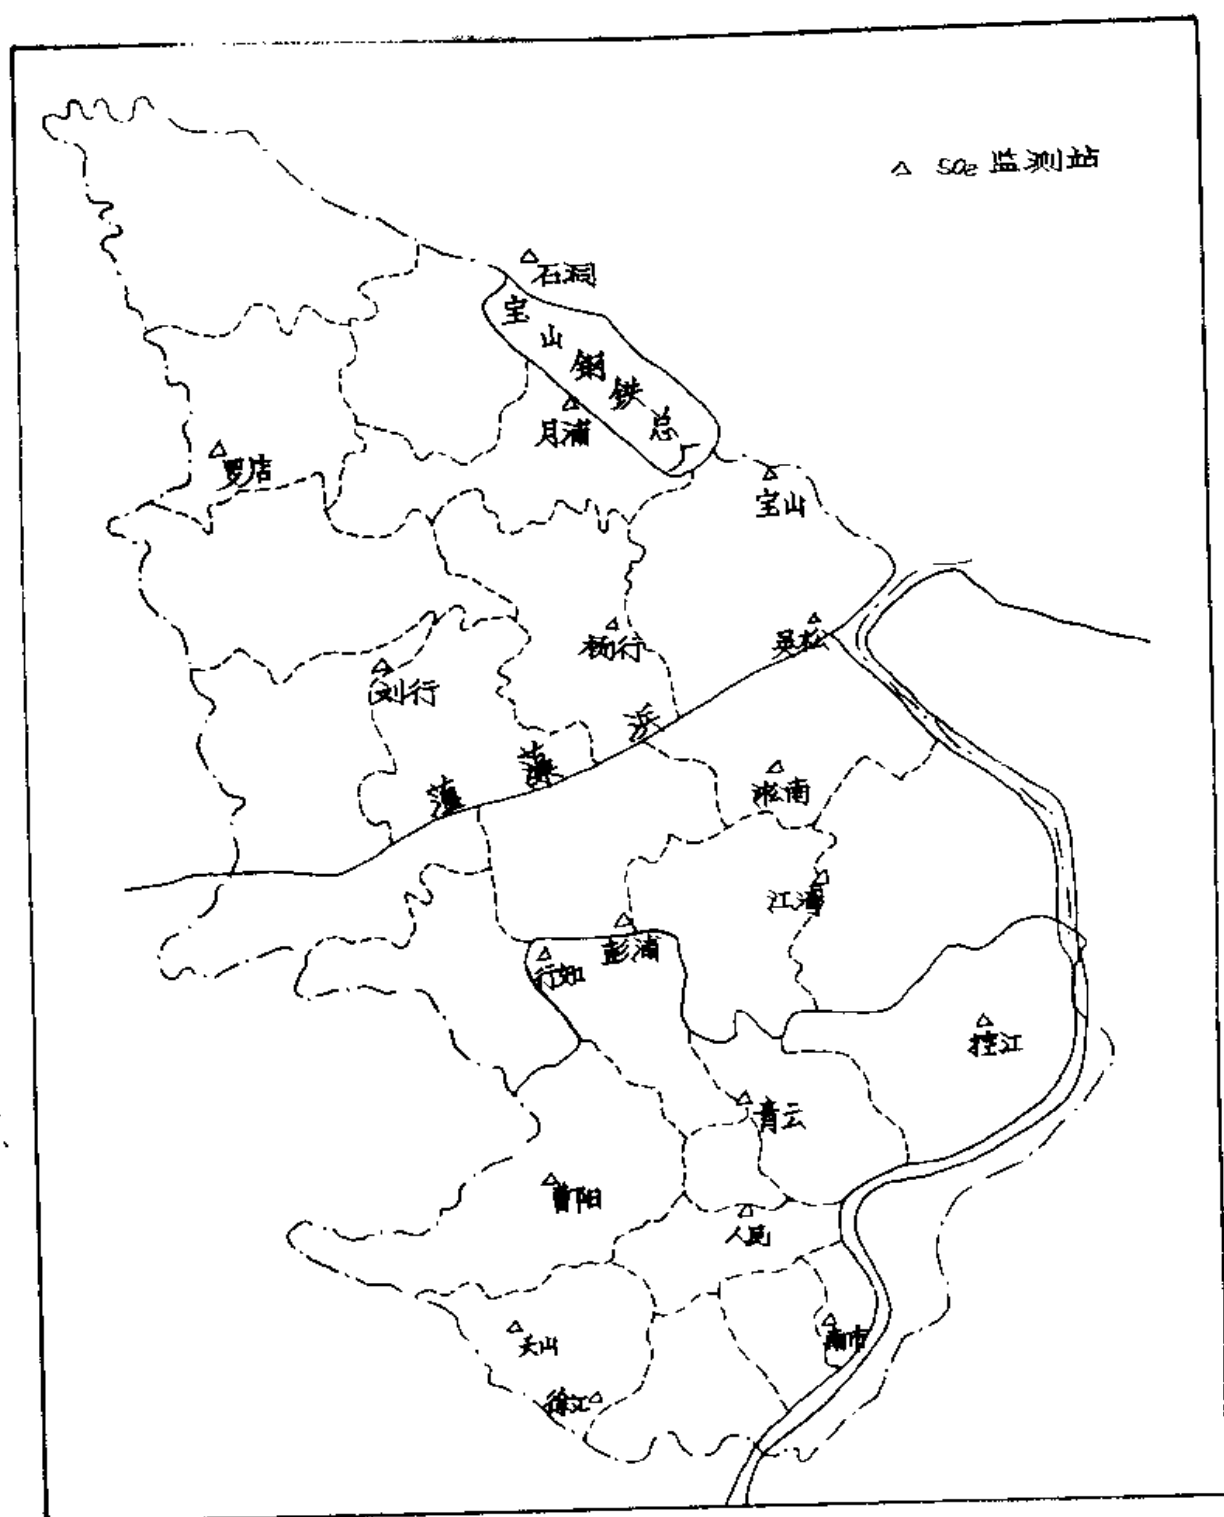 △ SO₂ 监测站
石洞
宝山钢铁总厂
月浦
罗店
宝山
杨行
吴松
刘行
蕰藻浜
淞南
江湾
彭浦
行知
控江
青云
曹阳
人民
南市
天山
徐汇